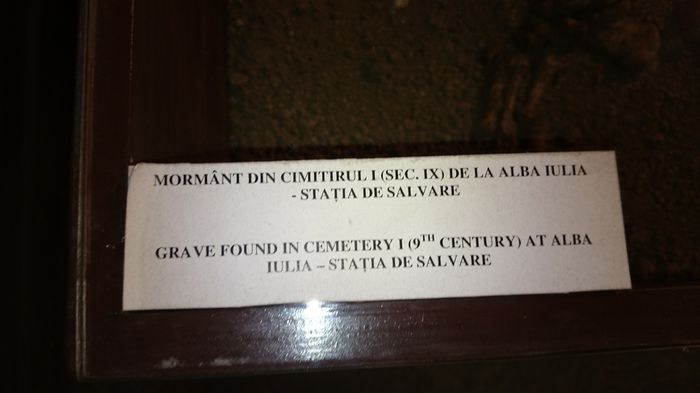 MORMÂNT DIN CIMITIRUL I (SEC. IX) DE LA ALBA IULIA
- STAȚIA DE SALVARE
GRAVE FOUND IN CEMETERY I (9TH CENTURY) AT ALBA
IULIA – STAȚIA DE SALVARE